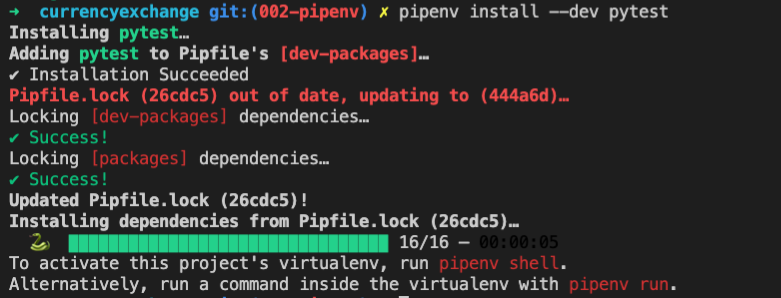 → currencyexchange git:(002-pipenv) ✗ pipenv install --dev pytest
Installing pytest…
Adding pytest to Pipfile's [dev-packages]…
✔ Installation Succeeded
Pipfile.lock (26cdc5) out of date, updating to (444a6d)…
Locking [dev-packages] dependencies…
✔ Success!
Locking [packages] dependencies…
✔ Success!
Updated Pipfile.lock (26cdc5)!
Installing dependencies from Pipfile.lock (26cdc5)…
16/16 — 00:00:05
To activate this project's virtualenv, run pipenv shell.
Alternatively, run a command inside the virtualenv with pipenv run.